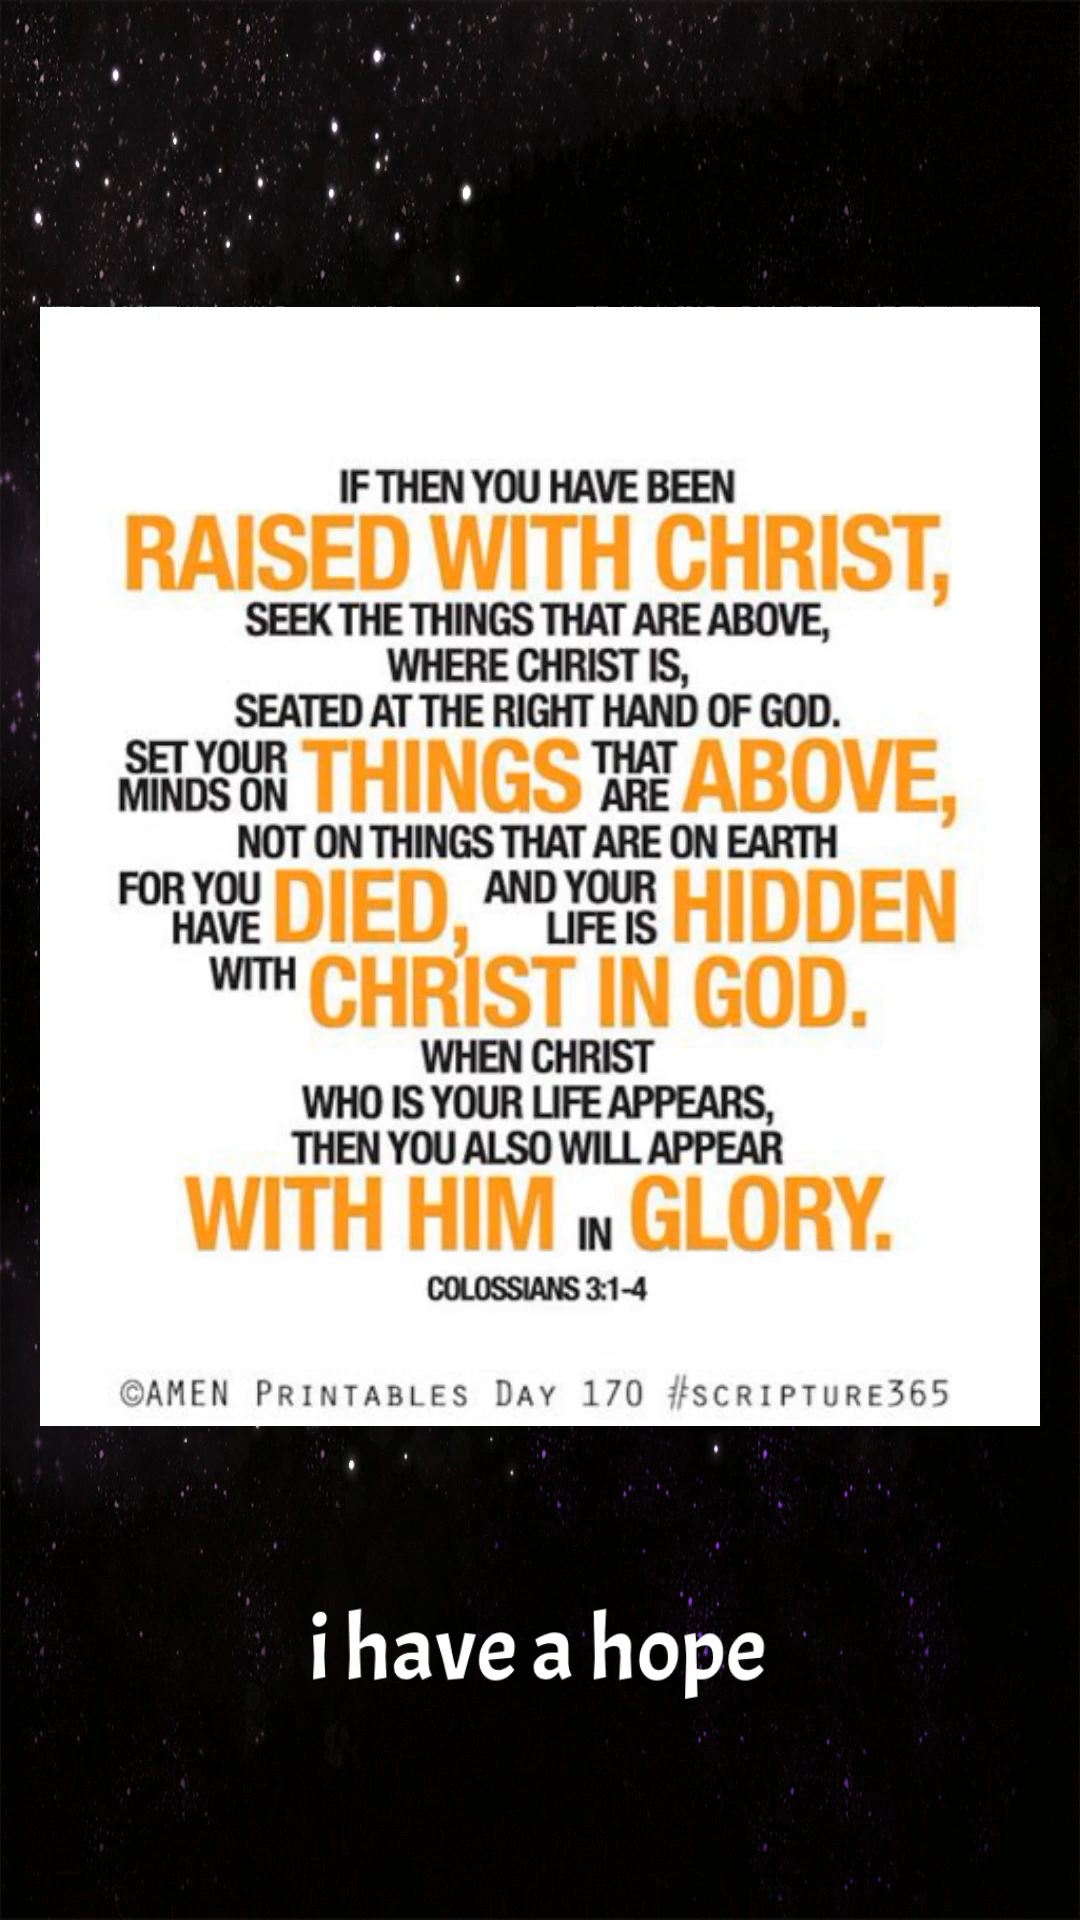 IF THEN YOU HAVE BEEN
RAISED WITH CHRIST,
SEEK THE THINGS THAT ARE ABOVE,
WHERE CHRIST IS,
SEATED AT THE RIGHT HAND OF GOD.
SET YOUR MINDS ON THINGS THAT ARE ABOVE,
NOT ON THINGS THAT ARE ON EARTH
FOR YOU HAVE DIED, AND YOUR LIFE IS HIDDEN
WITH CHRIST IN GOD.
WHEN CHRIST
WHO IS YOUR LIFE APPEARS,
THEN YOU ALSO WILL APPEAR
WITH HIM IN GLORY.
COLOSSIANS 3:1-4
©AMEN PRINTABLES DAY 170 #SCRIPTURE365
i have a hope